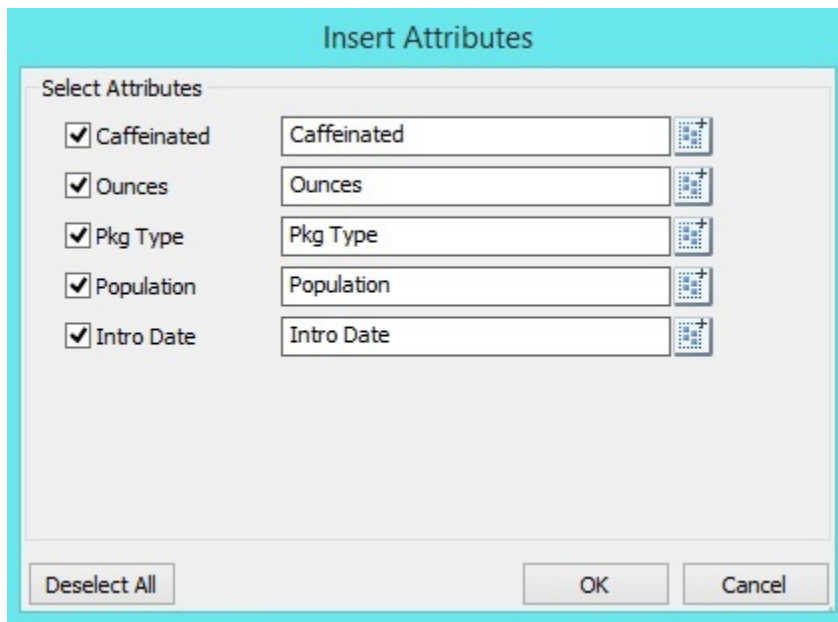 Insert Attributes
Select Attributes
Caffeinated Caffeinated
Ounces Ounces
Pkg Type Pkg Type
Population Population
Intro Date Intro Date
Deselect All OK Cancel